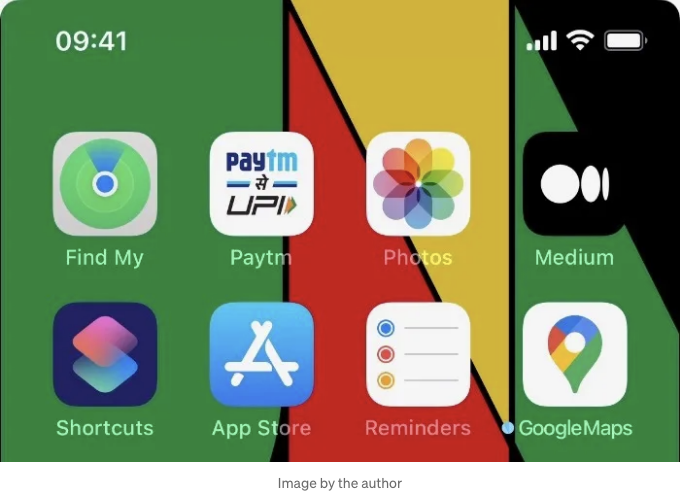 09:41
paytm
से
UPI
Find My
Paytm
Photos
Medium
Shortcuts
App Store
Reminders
GoogleMaps
Image by the author